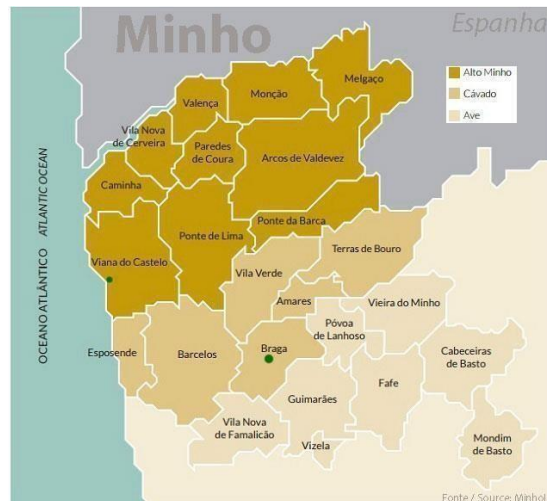 Minho
Espanha
Alto Minho
Cávado
Ave
Melgaço
Monção
Valença
Vila Nova
de Cerveira
Paredes
de Coura
Arcos de Valdevez
Caminha
Ponte da Barca
Ponte de Lima
Viana do Castelo
Terras de Bouro
Vila Verde
Amares
Vieira do Minho
Póvoa
de Lanhoso
Esposende
Barcelos
Braga
Cabeceiras
de Basto
Fafe
Guimarães
Vila Nova
de Famalicão
Vizela
Mondim
de Basto
OCEANO ATLÂNTICO
ATLANTIC OCEAN
Fonte / Source: Minhol